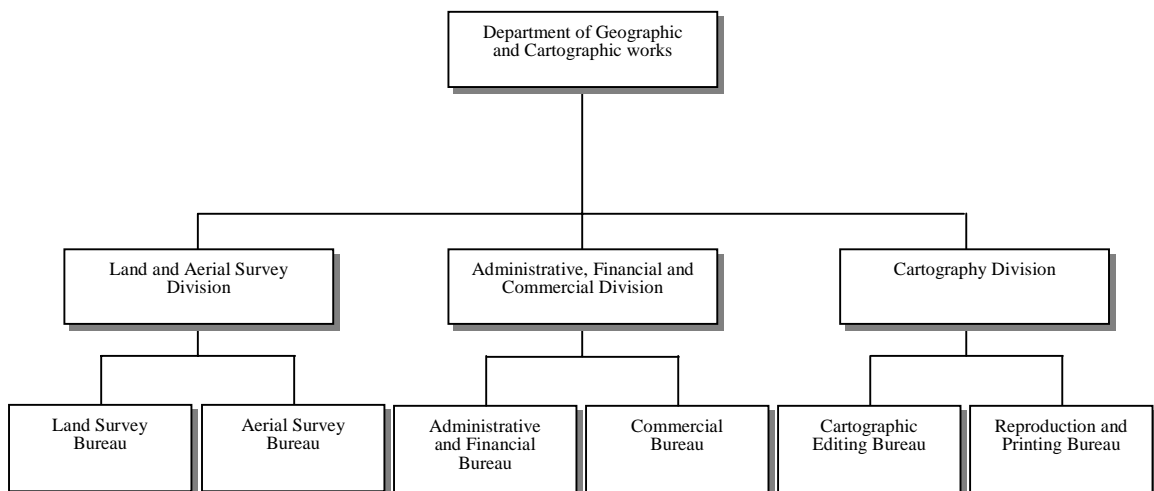 Department of Geographic
and Cartographic works
Land and Aerial Survey
Division
Administrative, Financial and
Commercial Division
Cartography Division
Land Survey
Bureau
Aerial Survey
Bureau
Administrative
and Financial
Bureau
Commercial
Bureau
Cartographic
Editing Bureau
Reproduction and
Printing Bureau